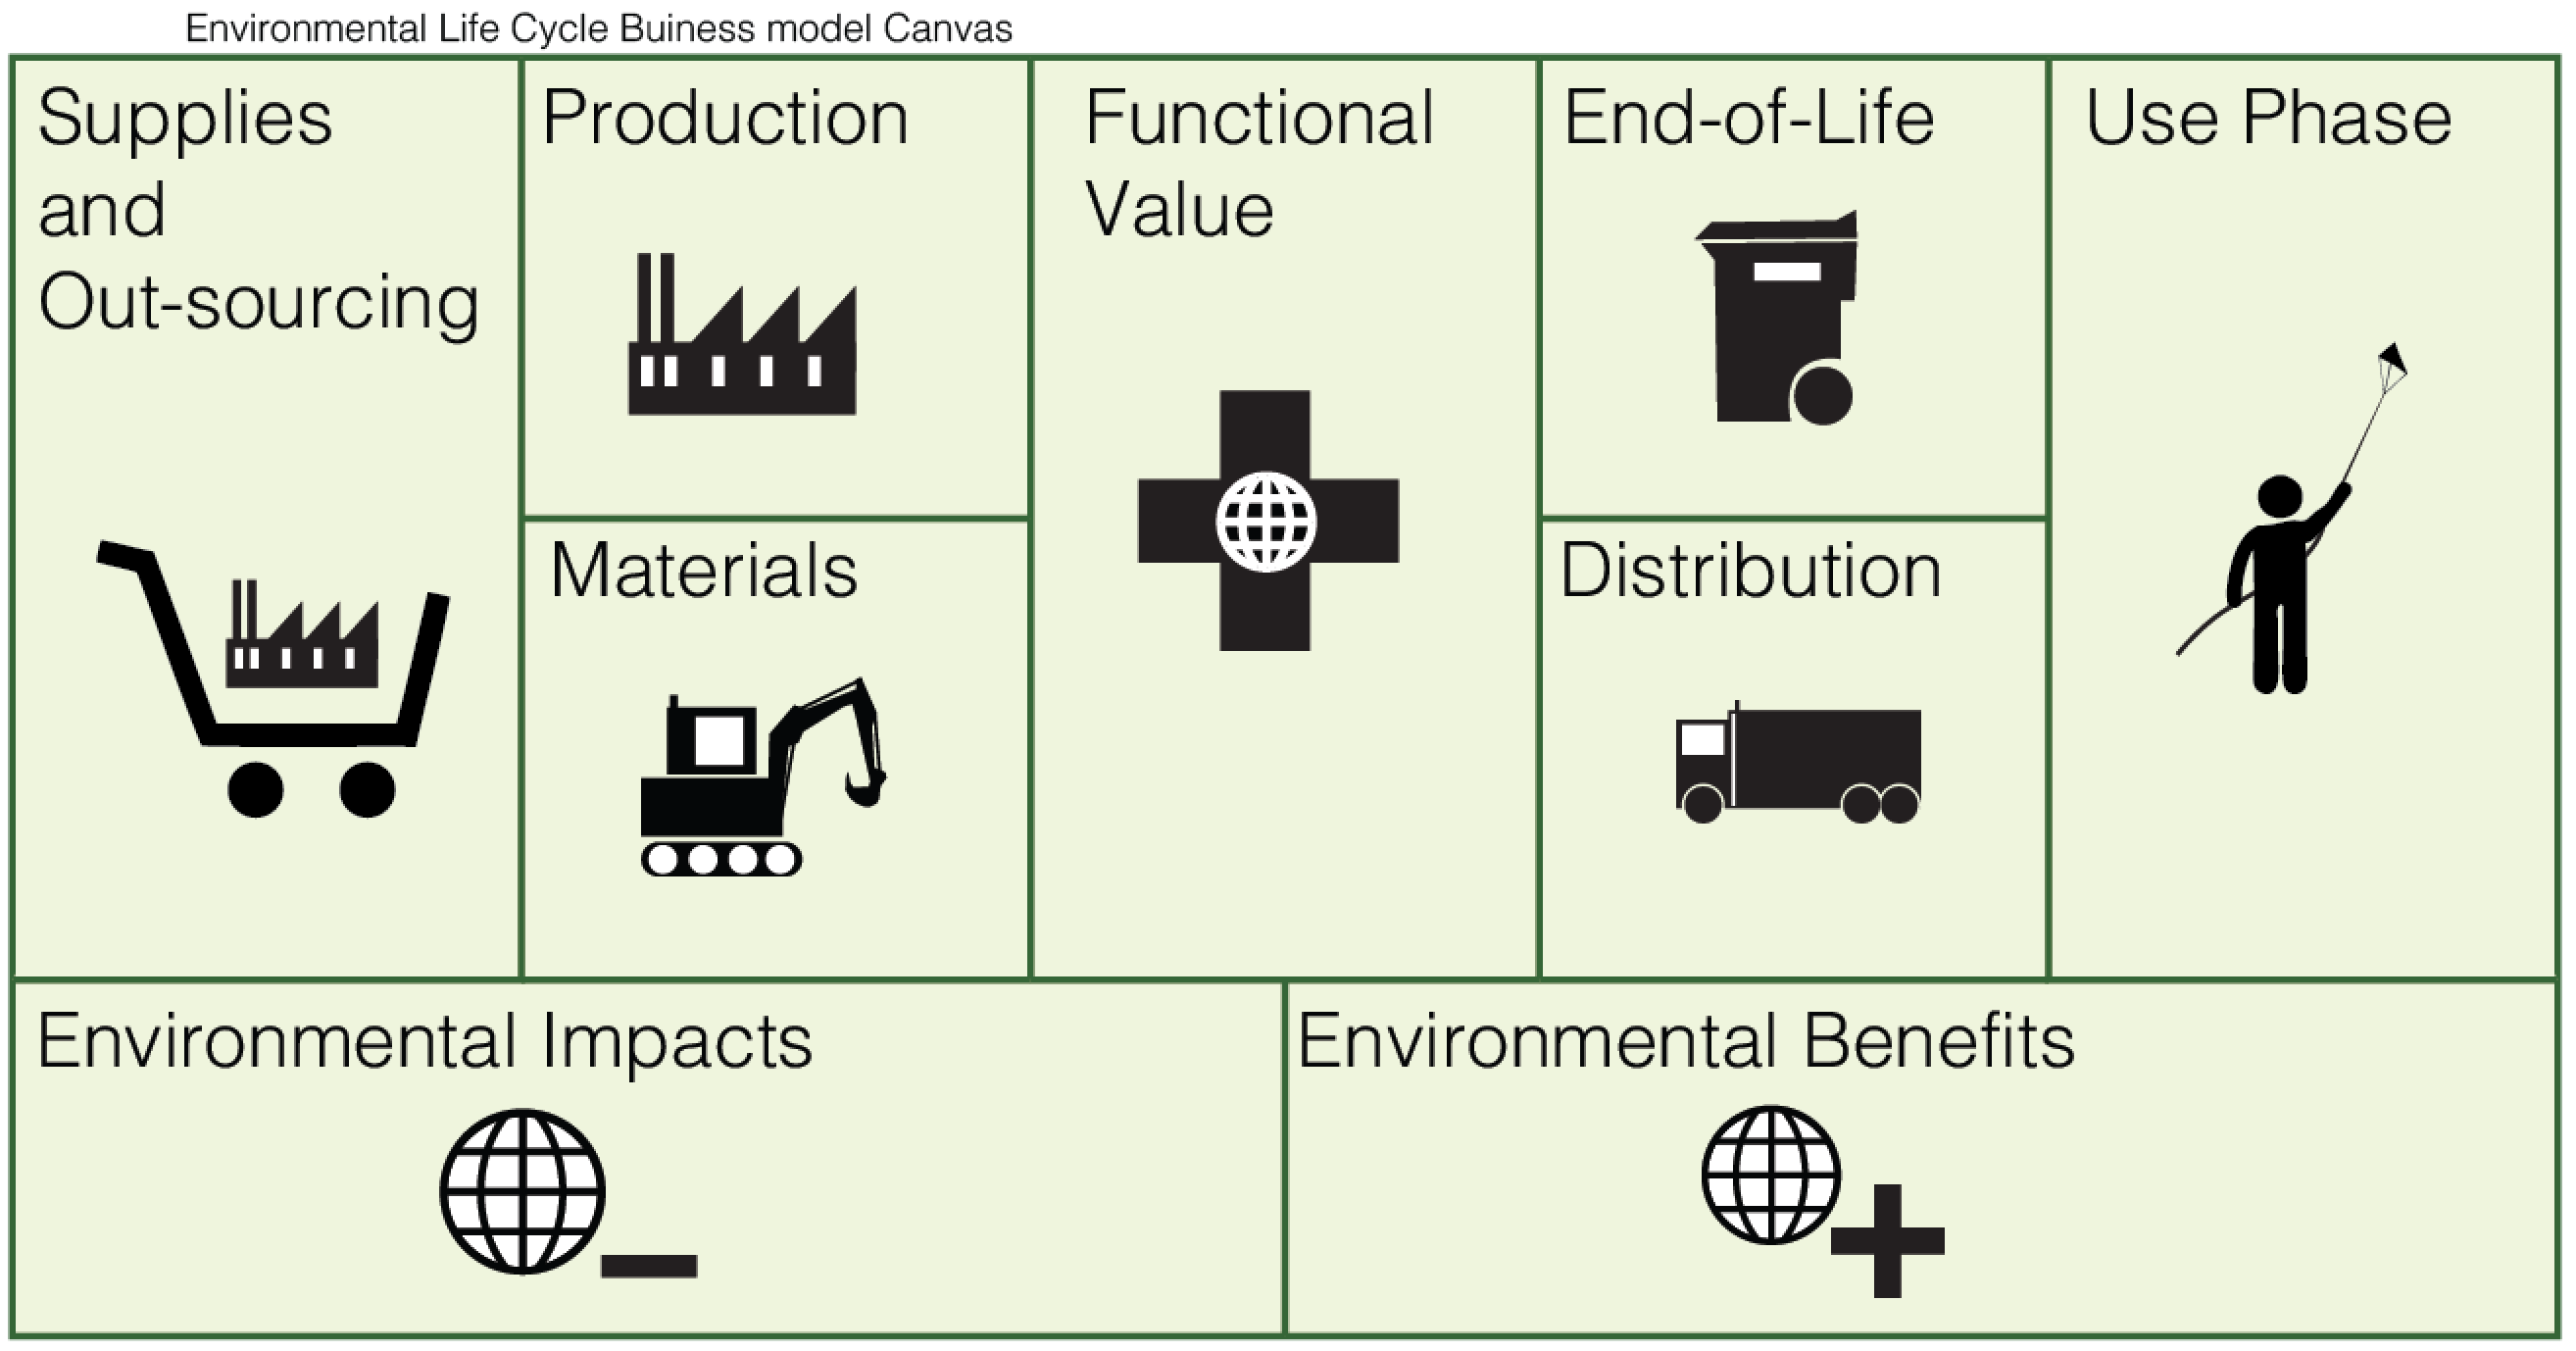 Environmental Life Cycle Buiness model Canvas
Supplies
and
Out-sourcing
Production
Materials
Functional
Value
End-of-Life
Distribution
Use Phase
Environmental Impacts
Environmental Benefits